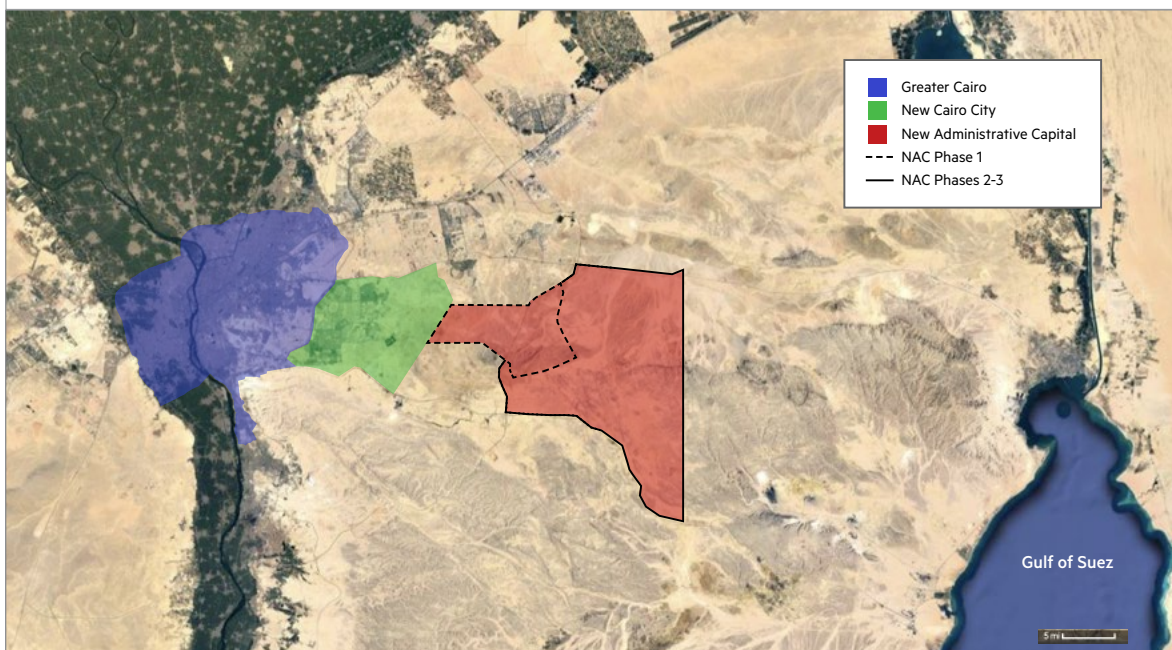 Greater Cairo
New Cairo City
New Administrative Capital
NAC Phase 1
NAC Phases 2-3
Gulf of Suez
5 mi